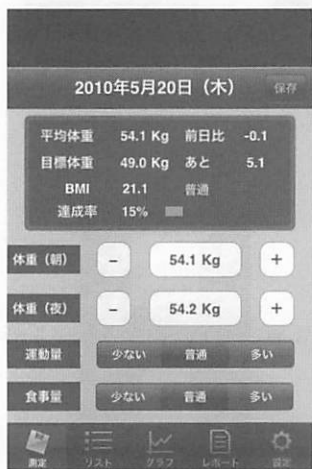 2010年5月20日（木） 保存
平均体重 54.1 Kg 前日比 -0.1
目標体重 49.0 Kg あと 5.1
BMI 21.1 普通
達成率 15%
体重（朝） - 54.1 Kg +
体重（夜） - 54.2 Kg +
運動量 少ない 普通 多い
食事量 少ない 普通 多い
測定 リスト グラフ レポート 設定